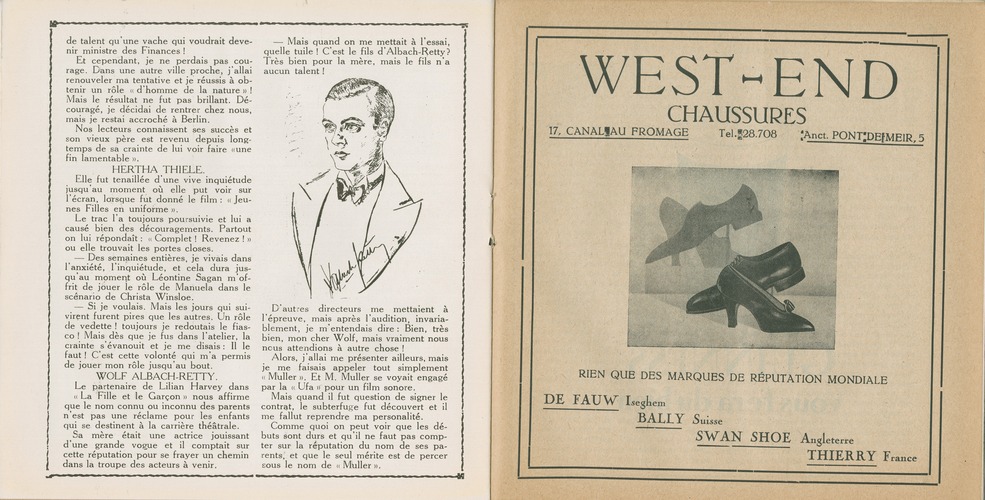 de talent qu'une vache qui voudrait deve-
nir ministre des Finances !
Et cependant, je ne perdais pas cou-
rage. Dans une autre ville proche, j'allai
renouveler ma tentative et je réussis à ob-
tenir un rôle « d'homme de la nature » !
Mais le résultat ne fut pas brillant. Dé-
couragé, je décidai de rentrer chez nous,
mais je restai accroché à Berlin.
Nos lecteurs connaissent ses succès et
son vieux père est revenu depuis long-
temps de sa crainte de lui voir faire «une
fin lamentable ».
HERTHA THIELE.
Elle fut tenaillée d'une vive inquiétude
jusqu'au moment où elle put voir sur
l'écran, lorsque fut donné le film : « Jeu-
nes Filles en uniforme ».
Le trac l'a toujours poursuivie et lui a
causé bien des découragements. Partout
on lui répondait : « Complet ! Revenez ! »
ou elle trouvait les portes closes.
— Des semaines entières, je vivais dans
l'anxiété, l'inquiétude, et cela dura jus-
qu'au moment où Léontine Sagan m'of-
frit de jouer le rôle de Manuela dans le
scénario de Christa Winsloe.
— Si je voulais. Mais les jours qui sui-
virent furent pires que les autres. Un rôle
de vedette ! toujours je redoutais le fias-
co ! Mais dès que je fus dans l'atelier, la
crainte s'évanouit et je me disais : Il le
faut ! C'est cette volonté qui m'a permis
de jouer mon rôle jusqu'au bout.
WOLF ALBACH-RETTY.
Le partenaire de Lilian Harvey dans
« La Fille et le Garçon » nous affirme
que le nom connu ou inconnu des parents
n'est pas une réclame pour les enfants
qui se destinent à la carrière théâtrale.
Sa mère était une actrice jouissant
d'une grande vogue et il comptait sur
cette réputation pour se frayer un chemin
dans la troupe des acteurs à venir.
— Mais quand on me mettait à l'essai,
quelle tuile ! C'est le fils d'Albach-Retty?
Très bien pour la mère, mais le fils n'a
aucun talent !
D'autres directeurs me mettaient à
l'épreuve, mais après l'audition, invaria-
blement, je m'entendais dire : Bien, très
bien, mon cher Wolf, mais vraiment nous
nous attendions à autre chose !
Alors, j'allai me présenter ailleurs, mais
je me faisais appeler tout simplement
« Muller ». Et M. Muller se voyait engagé
par la « Ufa » pour un film sonore.
Mais quand il fut question de signer le
contrat, le subterfuge fut découvert et il
me fallut reprendre ma personalité.
Comme quoi on peut voir que les dé-
buts sont durs et qu'il ne faut pas comp-
ter sur la réputation du nom de ses pa-
rents; et que le seul mérite est de percer
sous le nom de « Muller ».
WEST-END
CHAUSSURES
17, CANAL AU FROMAGE Tel. 28.708 Anct. PONT DE MEIR, 5
RIEN QUE DES MARQUES DE RÉPUTATION MONDIALE
DE FAUW Iseghem
BALLY Suisse
SWAN SHOE Angleterre
THIERRY France